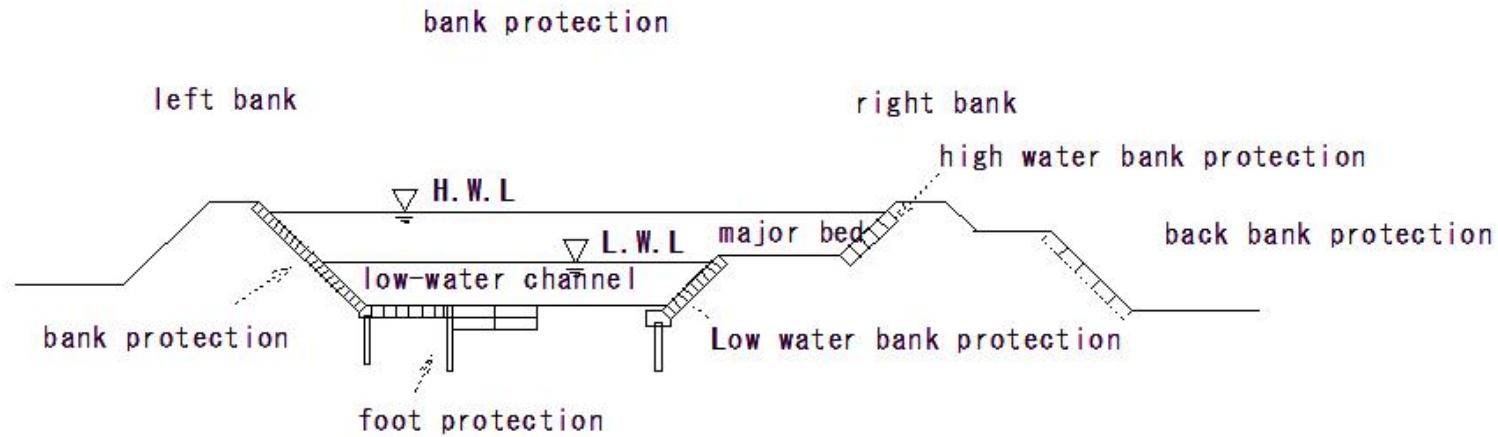 bank protection
left bank
right bank
high water bank protection
H.W.L
L.W.L
major bed
back bank protection
low-water channel
bank protection
Low water bank protection
foot protection